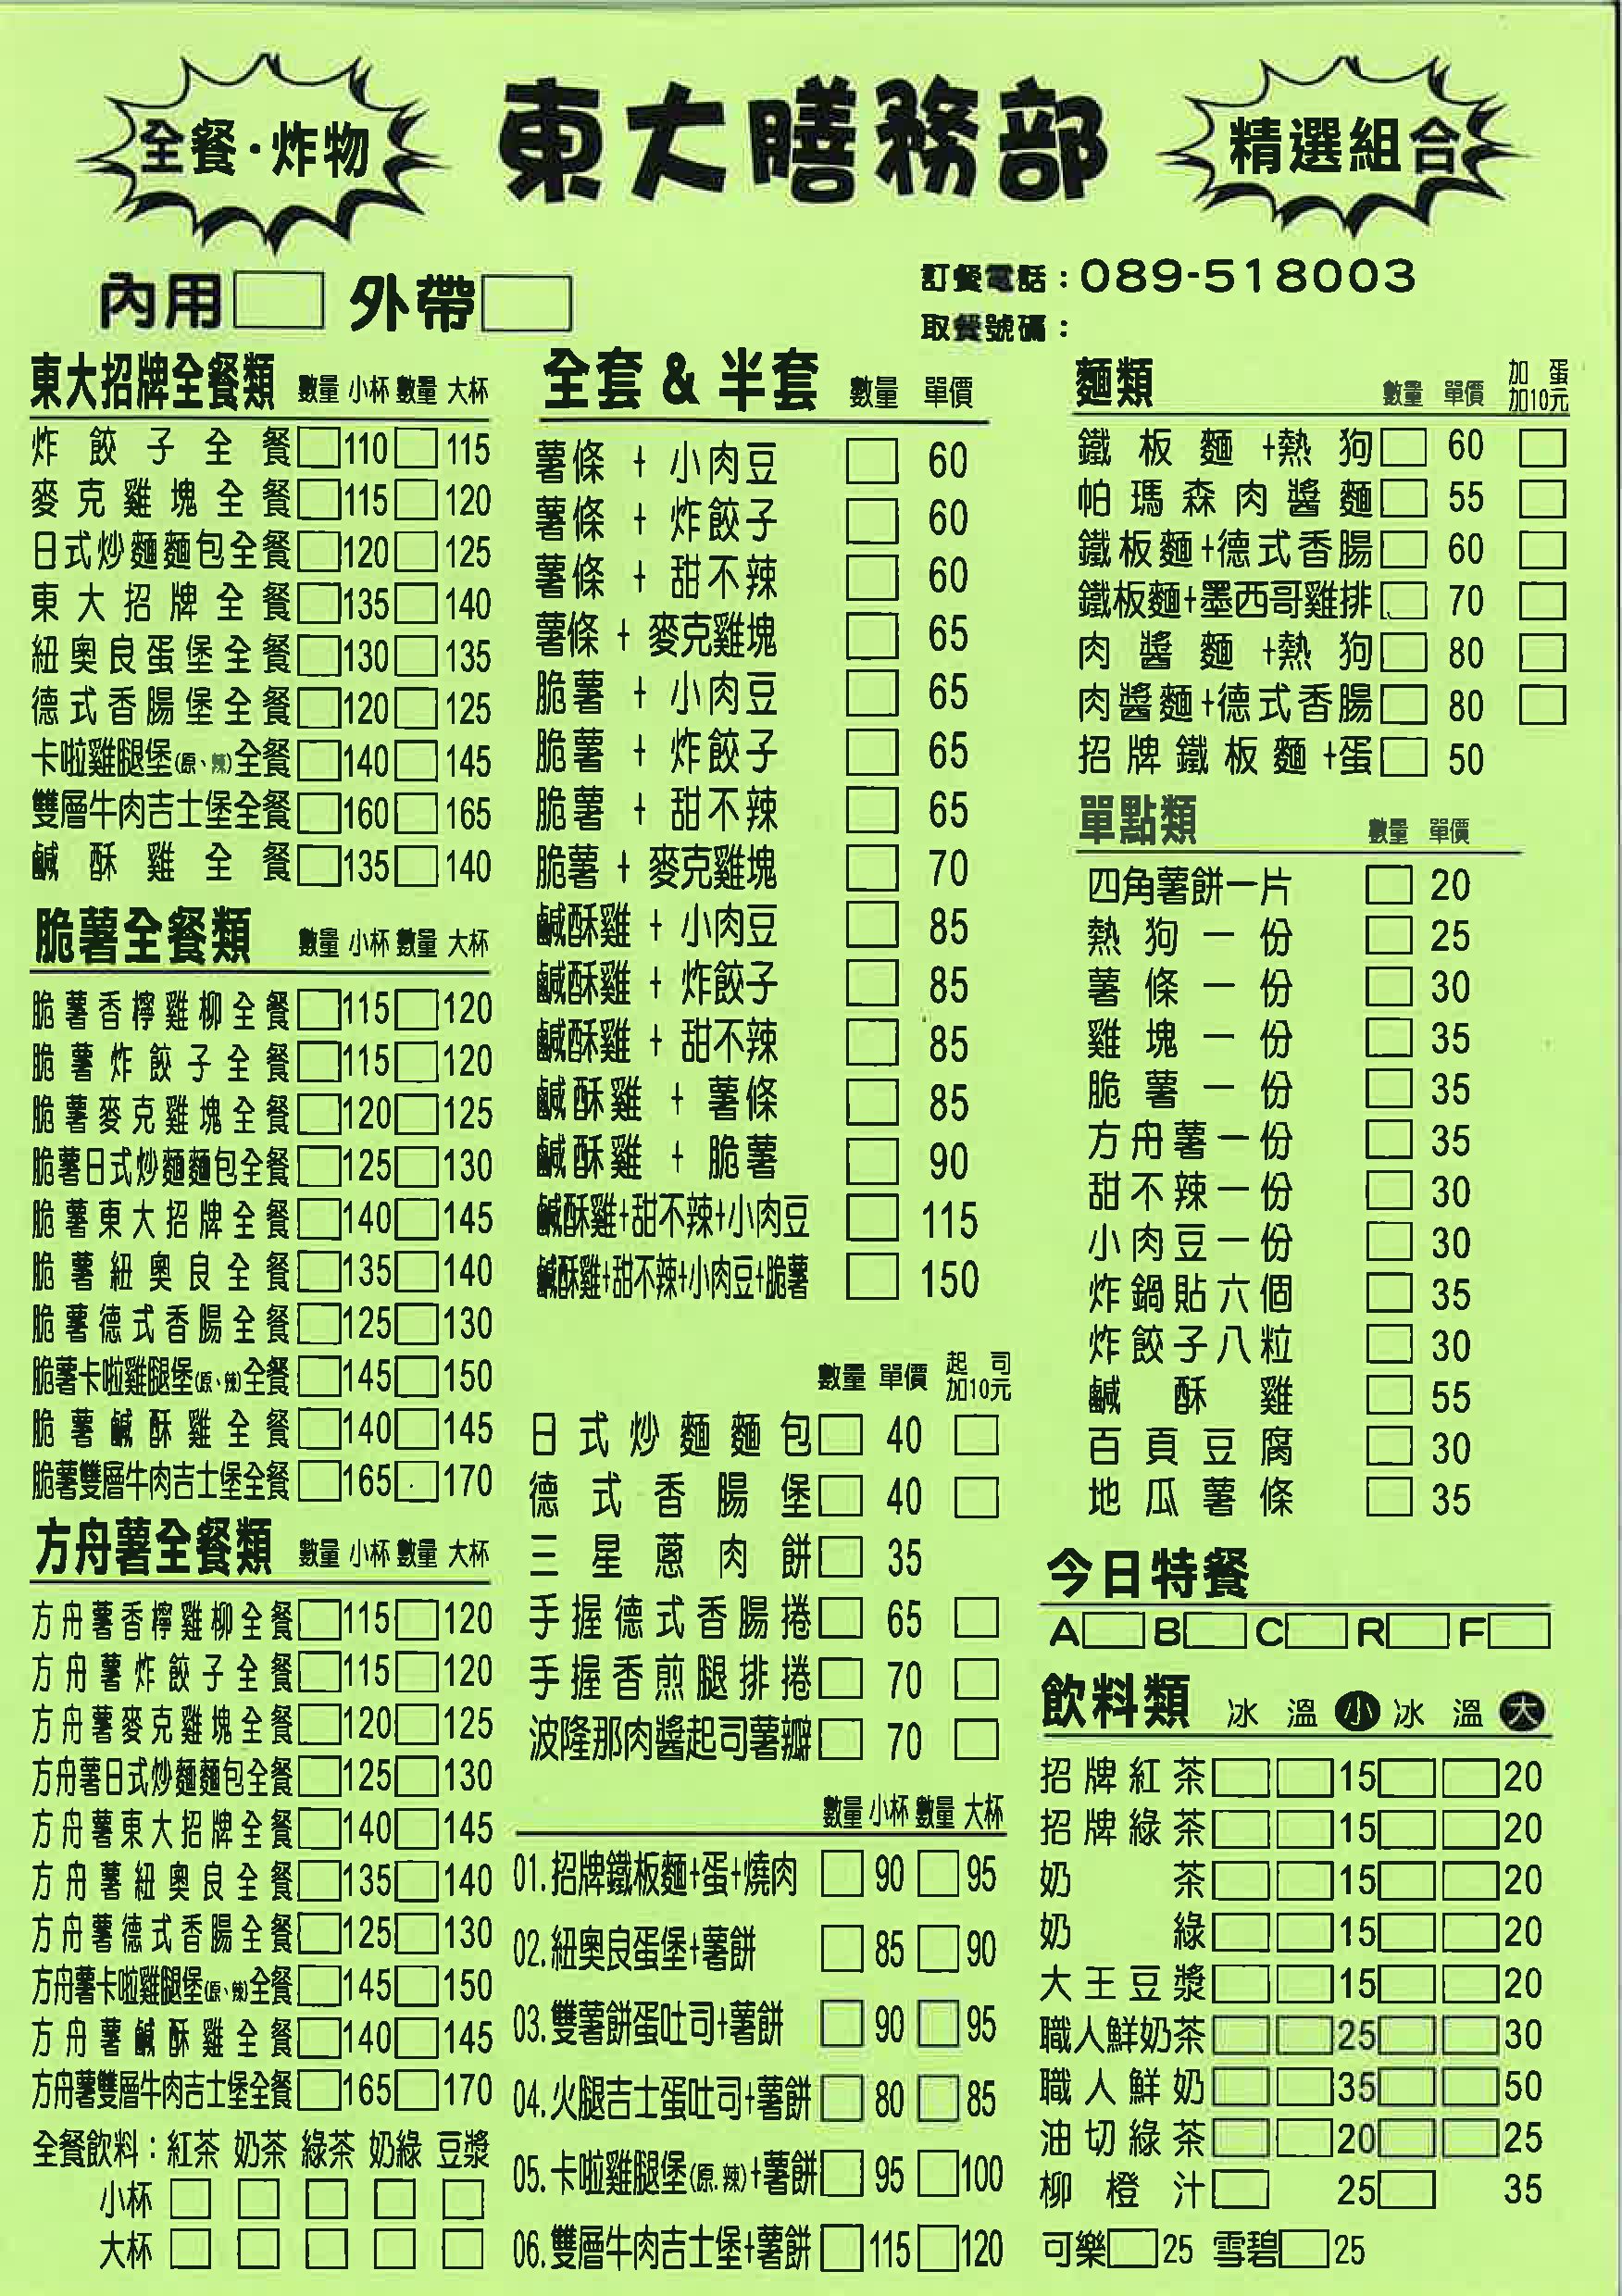 全餐·炸物
東大膳務部
精選組合
內用 外帶
訂餐電話：089-518003
取餐號碼：
東大招牌全餐類 數量 小杯 數量 大杯
炸餃子全餐 110 115
麥克雞塊全餐 115 120
日式炒麵麵包全餐 120 125
東大招牌全餐 135 140
紐奧良蛋堡全餐 130 135
德式香腸堡全餐 120 125
卡啦雞腿堡(原、辣)全餐 140 145
雙層牛肉吉士堡全餐 160 165
鹹酥雞全餐 135 140
脆薯全餐類 數量 小杯 數量 大杯
脆薯香檸雞柳全餐 115 120
脆薯炸餃子全餐 115 120
脆薯麥克雞塊全餐 120 125
脆薯日式炒麵麵包全餐 125 130
脆薯東大招牌全餐 140 145
脆薯紐奧良全餐 135 140
脆薯德式香腸全餐 125 130
脆薯卡啦雞腿堡(原、辣)全餐 145 150
脆薯鹹酥雞全餐 140 145
脆薯雙層牛肉吉士堡全餐 165 170
方舟薯全餐類 數量 小杯 數量 大杯
方舟薯香檸雞柳全餐 115 120
方舟薯炸餃子全餐 115 120
方舟薯麥克雞塊全餐 120 125
方舟薯日式炒麵麵包全餐 125 130
方舟薯東大招牌全餐 140 145
方舟薯紐奧良全餐 135 140
方舟薯德式香腸全餐 125 130
方舟薯卡啦雞腿堡(原、辣)全餐 145 150
方舟薯鹹酥雞全餐 140 145
方舟薯雙層牛肉吉士堡全餐 165 170
全餐飲料：紅茶 奶茶 綠茶 奶綠 豆漿
小杯
大杯
全套 & 半套 數量 單價
薯條 + 小肉豆 60
薯條 + 炸餃子 60
薯條 + 甜不辣 60
薯條 + 麥克雞塊 65
脆薯 + 小肉豆 65
脆薯 + 炸餃子 65
脆薯 + 甜不辣 65
脆薯 + 麥克雞塊 70
鹹酥雞 + 小肉豆 85
鹹酥雞 + 炸餃子 85
鹹酥雞 + 甜不辣 85
鹹酥雞 + 薯條 85
鹹酥雞 + 脆薯 90
鹹酥雞+甜不辣+小肉豆 115
鹹酥雞+甜不辣+小肉豆+脆薯 150
數量 單價 起司加10元
日式炒麵麵包 40
德式香腸堡 40
三星蔥肉餅 35
手握德式香腸捲 65
手握香煎腿排捲 70
波隆那肉醬起司薯瓣 70
數量 小杯 數量 大杯
01.招牌鐵板麵+蛋+燒肉 90 95
02.紐奧良蛋堡+薯餅 85 90
03.雙薯餅蛋吐司+薯餅 90 95
04.火腿吉士蛋吐司+薯餅 80 85
05.卡啦雞腿堡(原.辣)+薯餅 95 100
06.雙層牛肉吉士堡+薯餅 115 120
麵類 數量 單價 加蛋加10元
鐵板麵+熱狗 60
帕瑪森肉醬麵 55
鐵板麵+德式香腸 60
鐵板麵+墨西哥雞排 70
肉醬麵+熱狗 80
肉醬麵+德式香腸 80
招牌鐵板麵+蛋 50
單點類 數量 單價
四角薯餅一片 20
熱狗一份 25
薯條一份 30
雞塊一份 35
脆薯一份 35
方舟薯一份 35
甜不辣一份 30
小肉豆一份 30
炸鍋貼六個 35
炸餃子八粒 30
鹹酥雞 55
百頁豆腐 30
地瓜薯條 35
今日特餐
A B C R F
飲料類 冰 溫 小 冰 溫 大
招牌紅茶 15 20
招牌綠茶 15 20
奶茶 15 20
奶綠 15 20
大王豆漿 15 20
職人鮮奶茶 25 30
職人鮮奶 35 50
油切綠茶 20 25
柳橙汁 25 35
可樂 25 雪碧 25